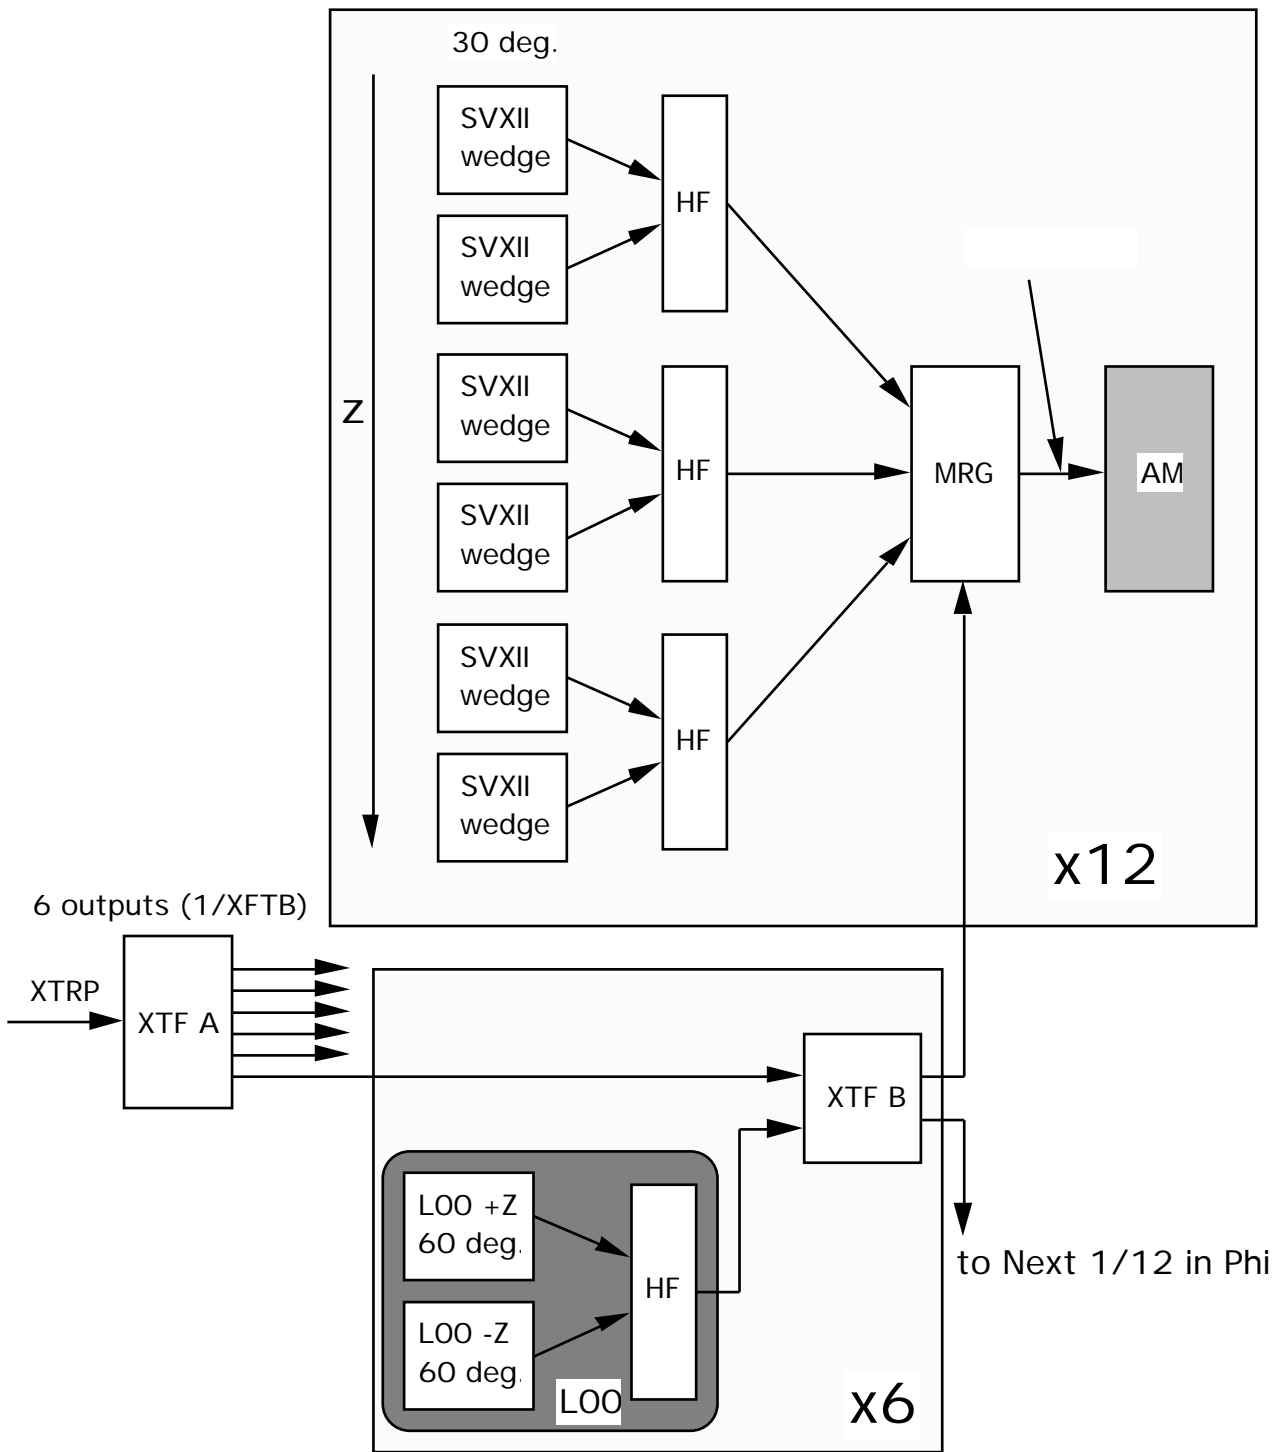 30 deg.
SVXII
wedge
SVXII
wedge
HF
SVXII
wedge
SVXII
wedge
HF
SVXII
wedge
SVXII
wedge
HF
Z
MRG
AM
x12
6 outputs (1/XFTB)
XTRP
XTF A
XTF B
L00 +Z
60 deg.
L00 -Z
60 deg.
HF
L00
x6
to Next 1/12 in Phi